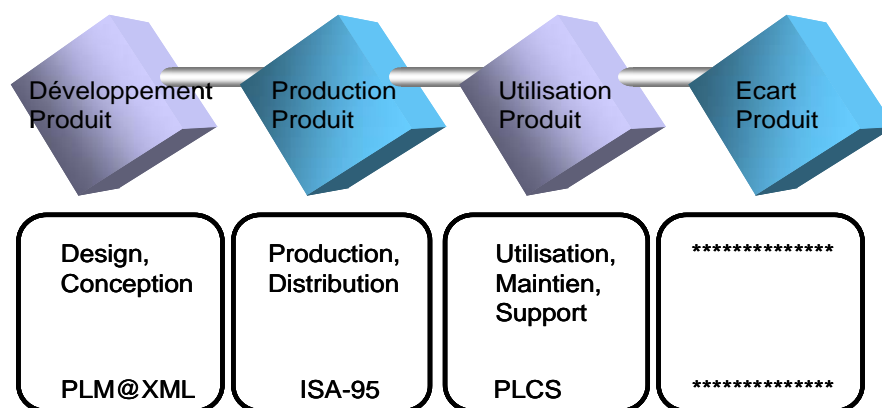 Développement
Produit
Production
Produit
Utilisation
Produit
Ecart
Produit
Design,
Conception
PLM@XML
Production,
Distribution
ISA-95
Utilisation,
Maintien,
Support
PLCS
**************
**************